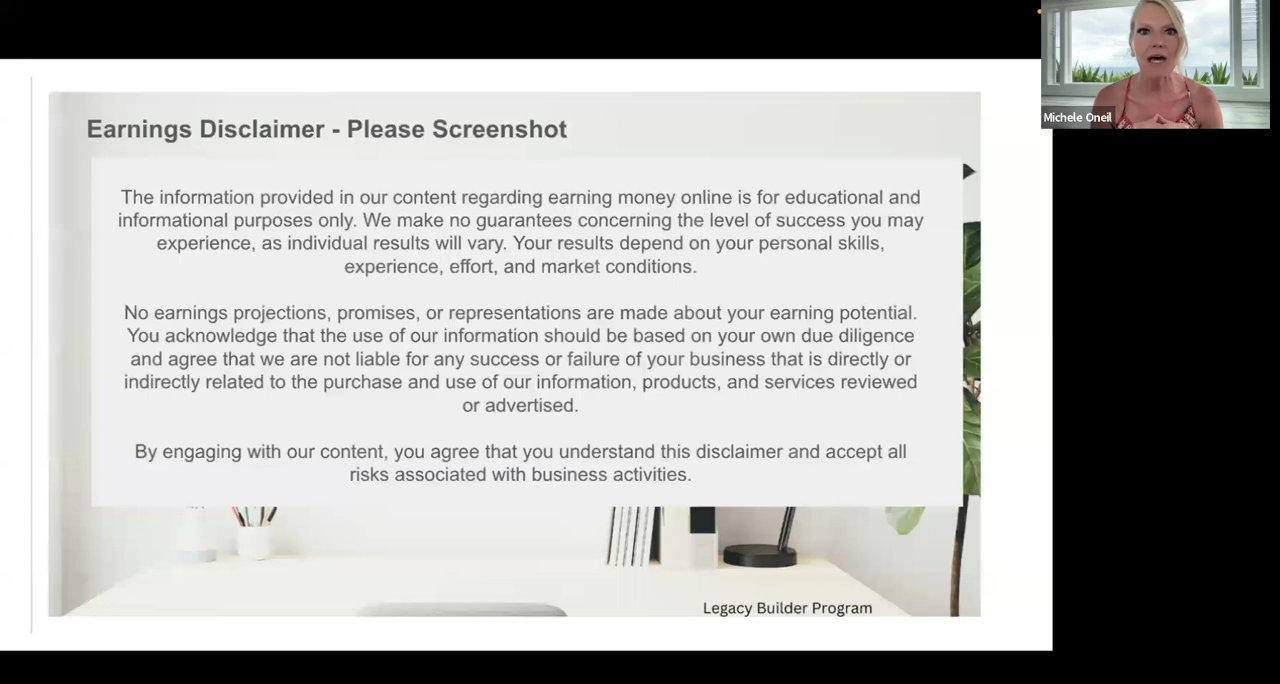 Michele Oneil
Earnings Disclaimer - Please Screenshot
The information provided in our content regarding earning money online is for educational and
informational purposes only. We make no guarantees concerning the level of success you may
experience, as individual results will vary. Your results depend on your personal skills,
experience, effort, and market conditions.
No earnings projections, promises, or representations are made about your earning potential.
You acknowledge that the use of our information should be based on your own due diligence
and agree that we are not liable for any success or failure of your business that is directly or
indirectly related to the purchase and use of our information, products, and services reviewed
or advertised.
By engaging with our content, you agree that you understand this disclaimer and accept all
risks associated with business activities.
Legacy Builder Program